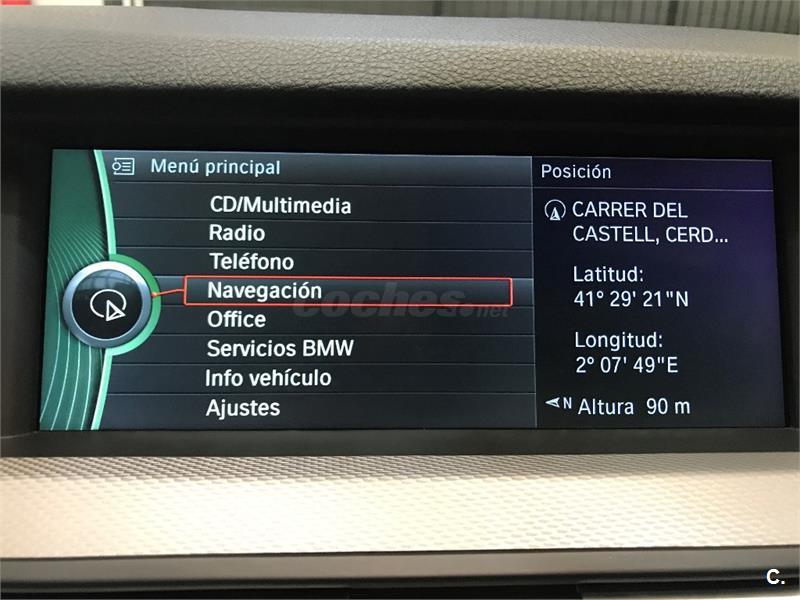 Menú principal
CD/Multimedia
Radio
Teléfono
Navegación
Office
Servicios BMW
Info vehículo
Ajustes
Posición
CARRER DEL
CASTELL, CERD...
Latitud:
41° 29' 21"N
Longitud:
2° 07' 49"E
N Altura 90 m
coches.net
C.